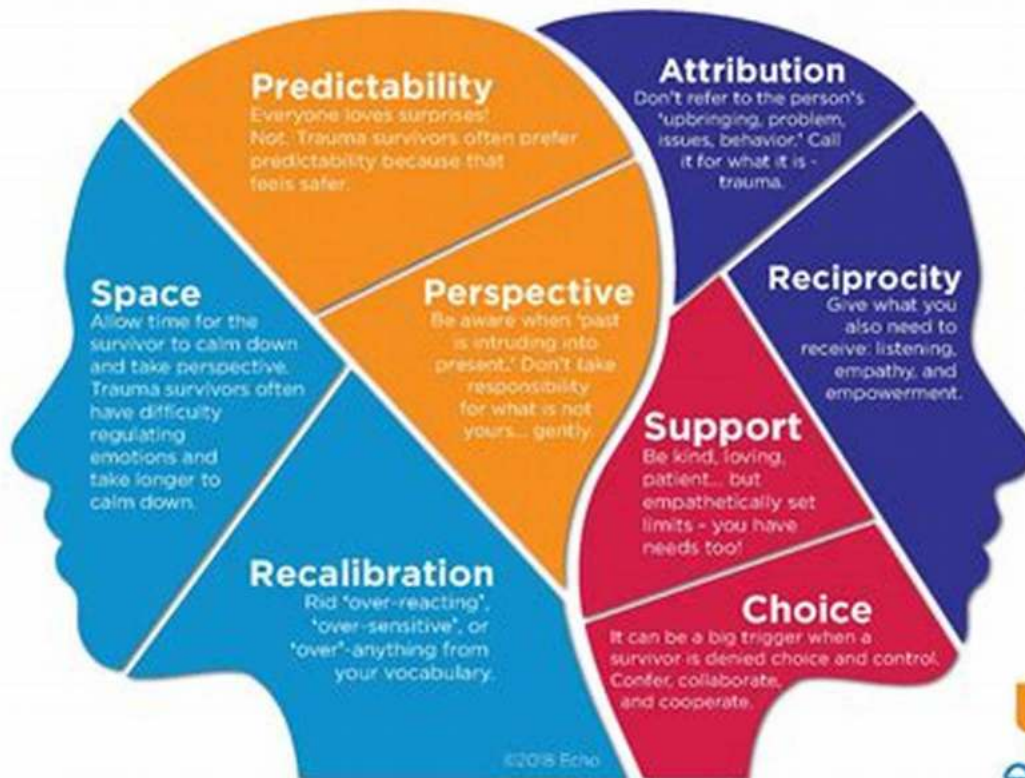 Predictability
Everyone loves surprises!
Not. Trauma survivors often prefer
predictability because that
feels safer.
Attribution
Don't refer to the person's
'upbringing, problem,
issues, behavior.' Call
it for what it is -
trauma.
Space
Allow time for the
survivor to calm down
and take perspective.
Trauma survivors often
have difficulty
regulating
emotions and
take longer to
calm down.
Perspective
Be aware when 'past
is intruding into
present.' Don't take
responsibility
for what is not
yours... gently.
Reciprocity
Give what you
also need to
receive: listening,
empathy, and
empowerment.
Support
Be kind, loving,
patient... but
empathetically set
limits - you have
needs too!
Recalibration
Rid 'over-reacting',
'over-sensitive', or
'over'-anything from
your vocabulary.
Choice
It can be a big trigger when a
survivor is denied choice and control.
Confer, collaborate,
and cooperate.
©2018 Echo